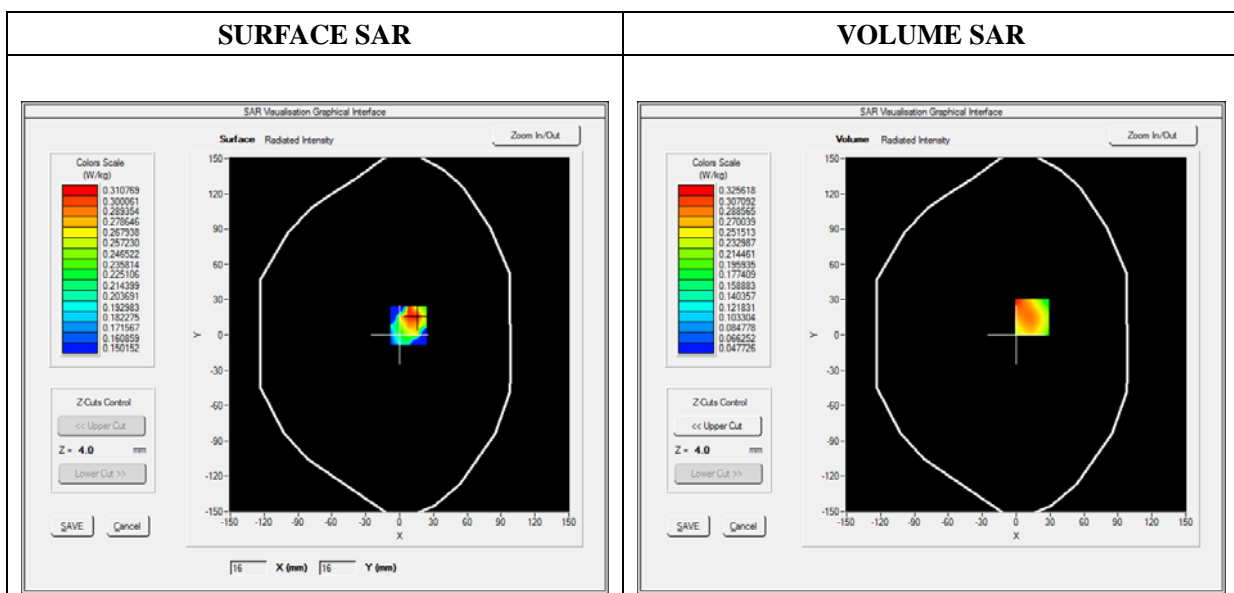 SURFACE SAR
VOLUME SAR
SAR Visualisation Graphical Interface
Surface Radiated Intensity
Zoom In/Out
Colors Scale
(W/kg)
0.310769
0.300061
0.289354
0.278646
0.267938
0.257230
0.246522
0.235814
0.225106
0.214399
0.203691
0.192983
0.182275
0.171567
0.160859
0.150152
Z-Cuts Control
<< Upper Cut
Z = 4.0 mm
Lower Cut >>
SAVE Cancel
150
120
90
60
30
0
-30
-60
-90
-120
-150
Y
-150 -120 -90 -60 -30 0 30 60 90 120 150
X
16 X (mm) 16 Y (mm)
SAR Visualisation Graphical Interface
Volume Radiated Intensity
Zoom In/Out
Colors Scale
(W/kg)
0.325618
0.307092
0.288565
0.270039
0.251513
0.232987
0.214461
0.195935
0.177409
0.158883
0.140357
0.121831
0.103304
0.084778
0.066252
0.047726
Z-Cuts Control
<< Upper Cut
Z = 4.0 mm
Lower Cut >>
SAVE Cancel
150
120
90
60
30
0
-30
-60
-90
-120
-150
Y
-150 -120 -90 -60 -30 0 30 60 90 120 150
X